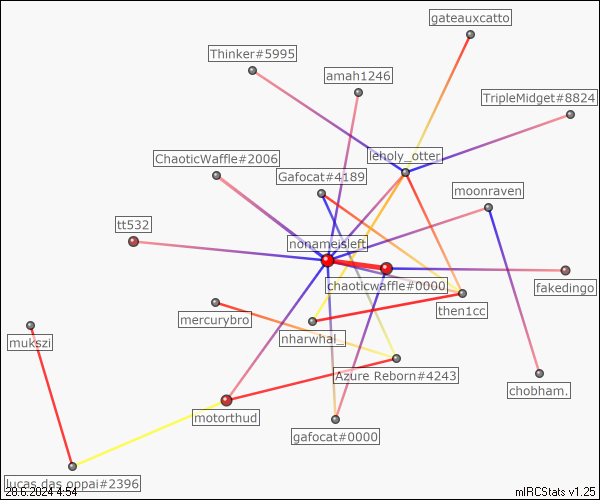 gateauxcatto
Thinker#5995
amah1246
TripleMidget#8824
leholy_otter
ChaoticWaffle#2006
Gafocat#4189
moonraven
tt532
nonameisleft
chaoticwaffle#0000
fakedingo
then1cc
mercurybro
nharwhal_
mukszi
Azure Reborn#4243
chobham.
motorthud
gafocat#0000
lucas das oppai#2396
20.6.2024 4:54
mIRCStats v1.25